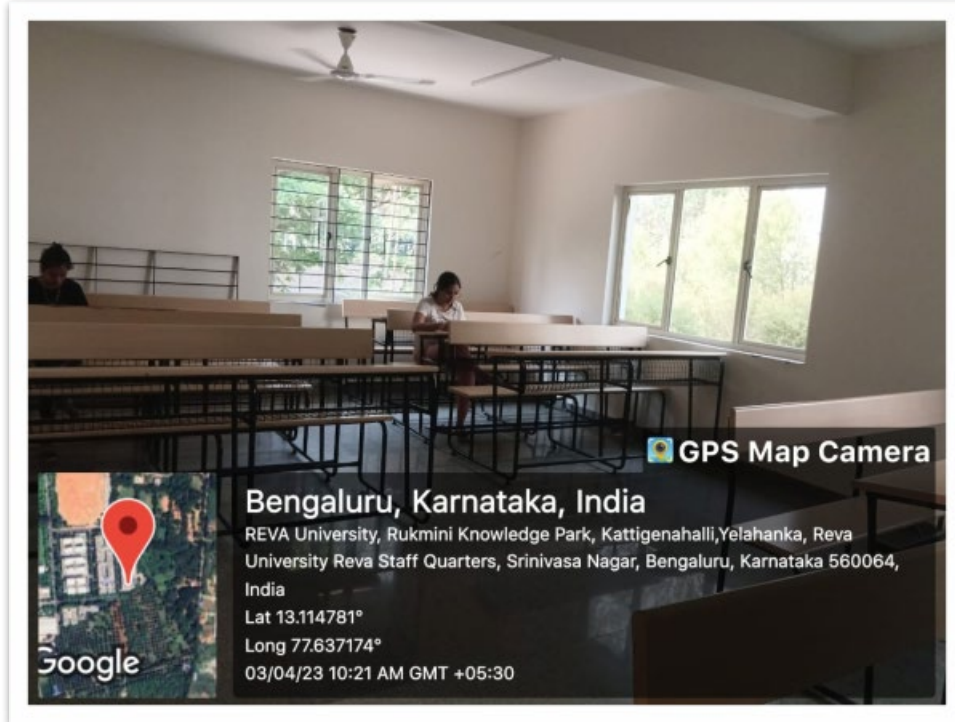 GPS Map Camera
Bengaluru, Karnataka, India
REVA University, Rukmini Knowledge Park, Kattigenahalli,Yelahanka, Reva
University Reva Staff Quarters, Srinivasa Nagar, Bengaluru, Karnataka 560064,
India
Lat 13.114781°
Long 77.637174°
03/04/23 10:21 AM GMT +05:30
Google